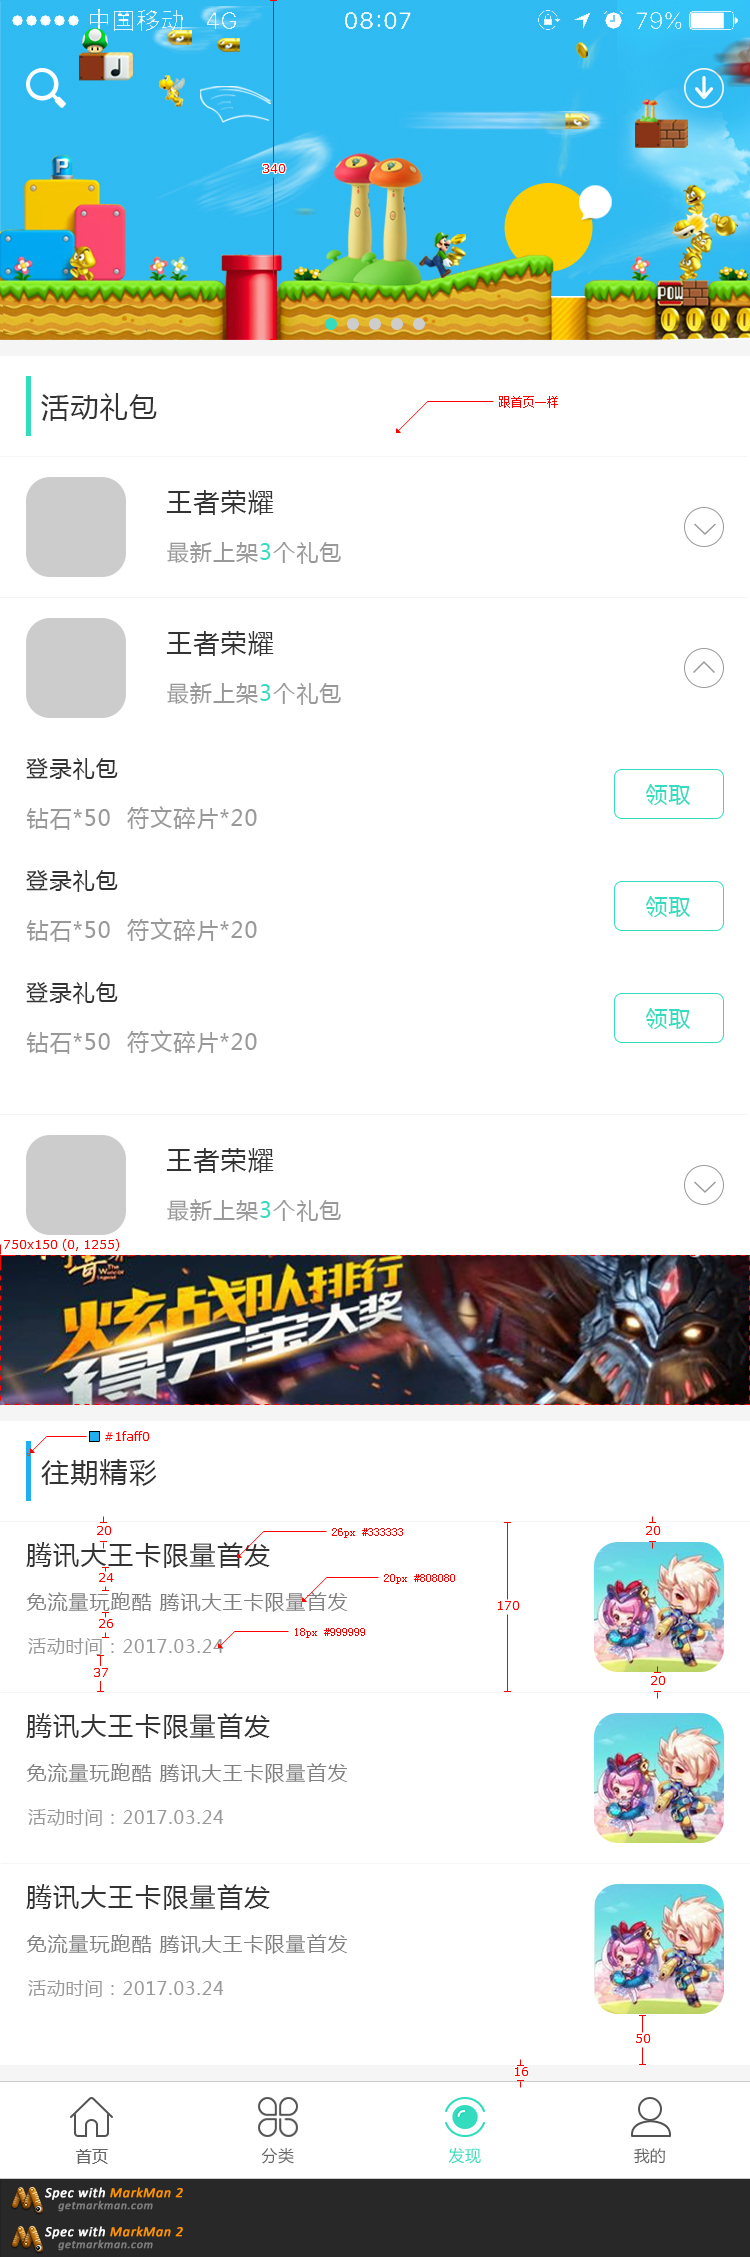 中国移动 4G 08:07 79%
340
P
POW
活动礼包
跟首页一样
王者荣耀
最新上架3个礼包
王者荣耀
最新上架3个礼包
登录礼包
钻石*50 符文碎片*20
领取
登录礼包
钻石*50 符文碎片*20
领取
登录礼包
钻石*50 符文碎片*20
领取
王者荣耀
最新上架3个礼包
750x150 (0, 1255)
炫战队排行
得元宝大奖
#1faff0
往期精彩
20
20
26px #333333
腾讯大王卡限量首发
24
20px #808080
免流量玩跑酷 腾讯大王卡限量首发
170
26
18px #999999
活动时间：2017.03.24
37
20
腾讯大王卡限量首发
免流量玩跑酷 腾讯大王卡限量首发
活动时间：2017.03.24
腾讯大王卡限量首发
免流量玩跑酷 腾讯大王卡限量首发
活动时间：2017.03.24
50
16
首页 分类 发现 我的
Spec with MarkMan 2
getmarkman.com
Spec with MarkMan 2
getmarkman.com